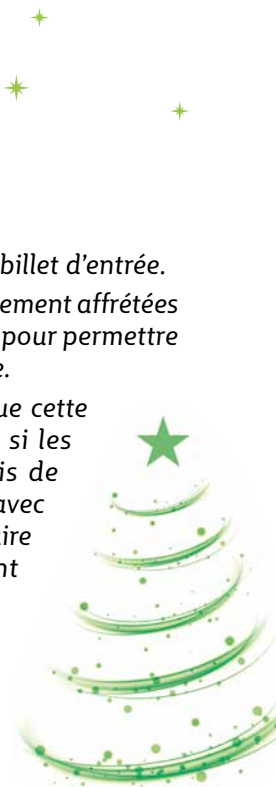 billet d’entrée.
ement affrétées
pour permettre
e.
ue cette
si les
is de
avec
ire
nt